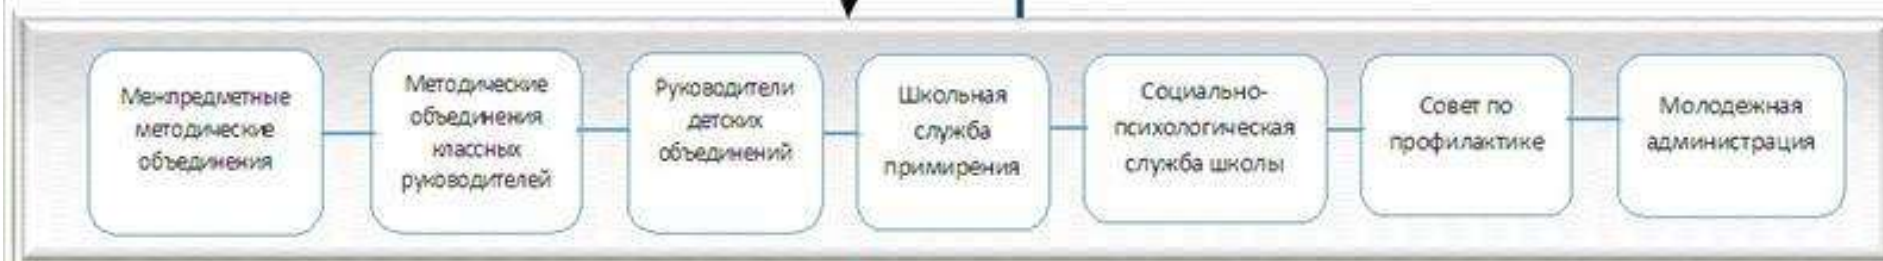 Межпредметные
методические
объединения
Методические
объединения
классных
руководителей
Руководители
детских
объединений
Школьная
служба
примирения
Социально-
психологическая
служба школы
Совет по
профилактике
Молодежная
администрация